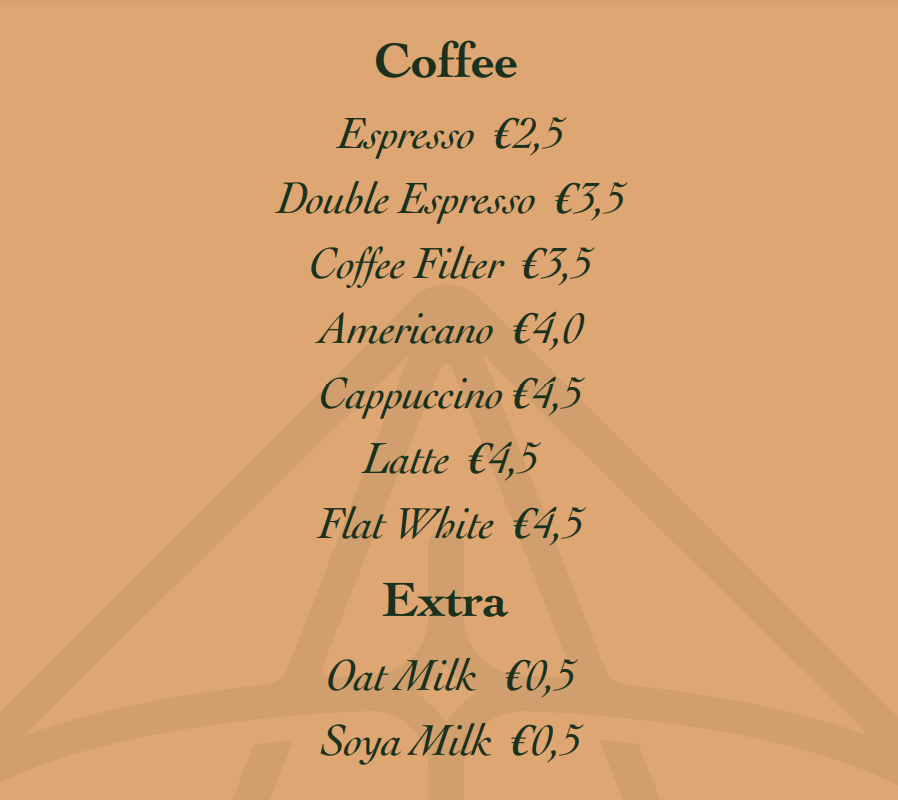 Coffee
Espresso €2,5
Double Espresso €3,5
Coffee Filter €3,5
Americano €4,0
Cappuccino €4,5
Latte €4,5
Flat White €4,5
Extra
Oat Milk €0,5
Soya Milk €0,5